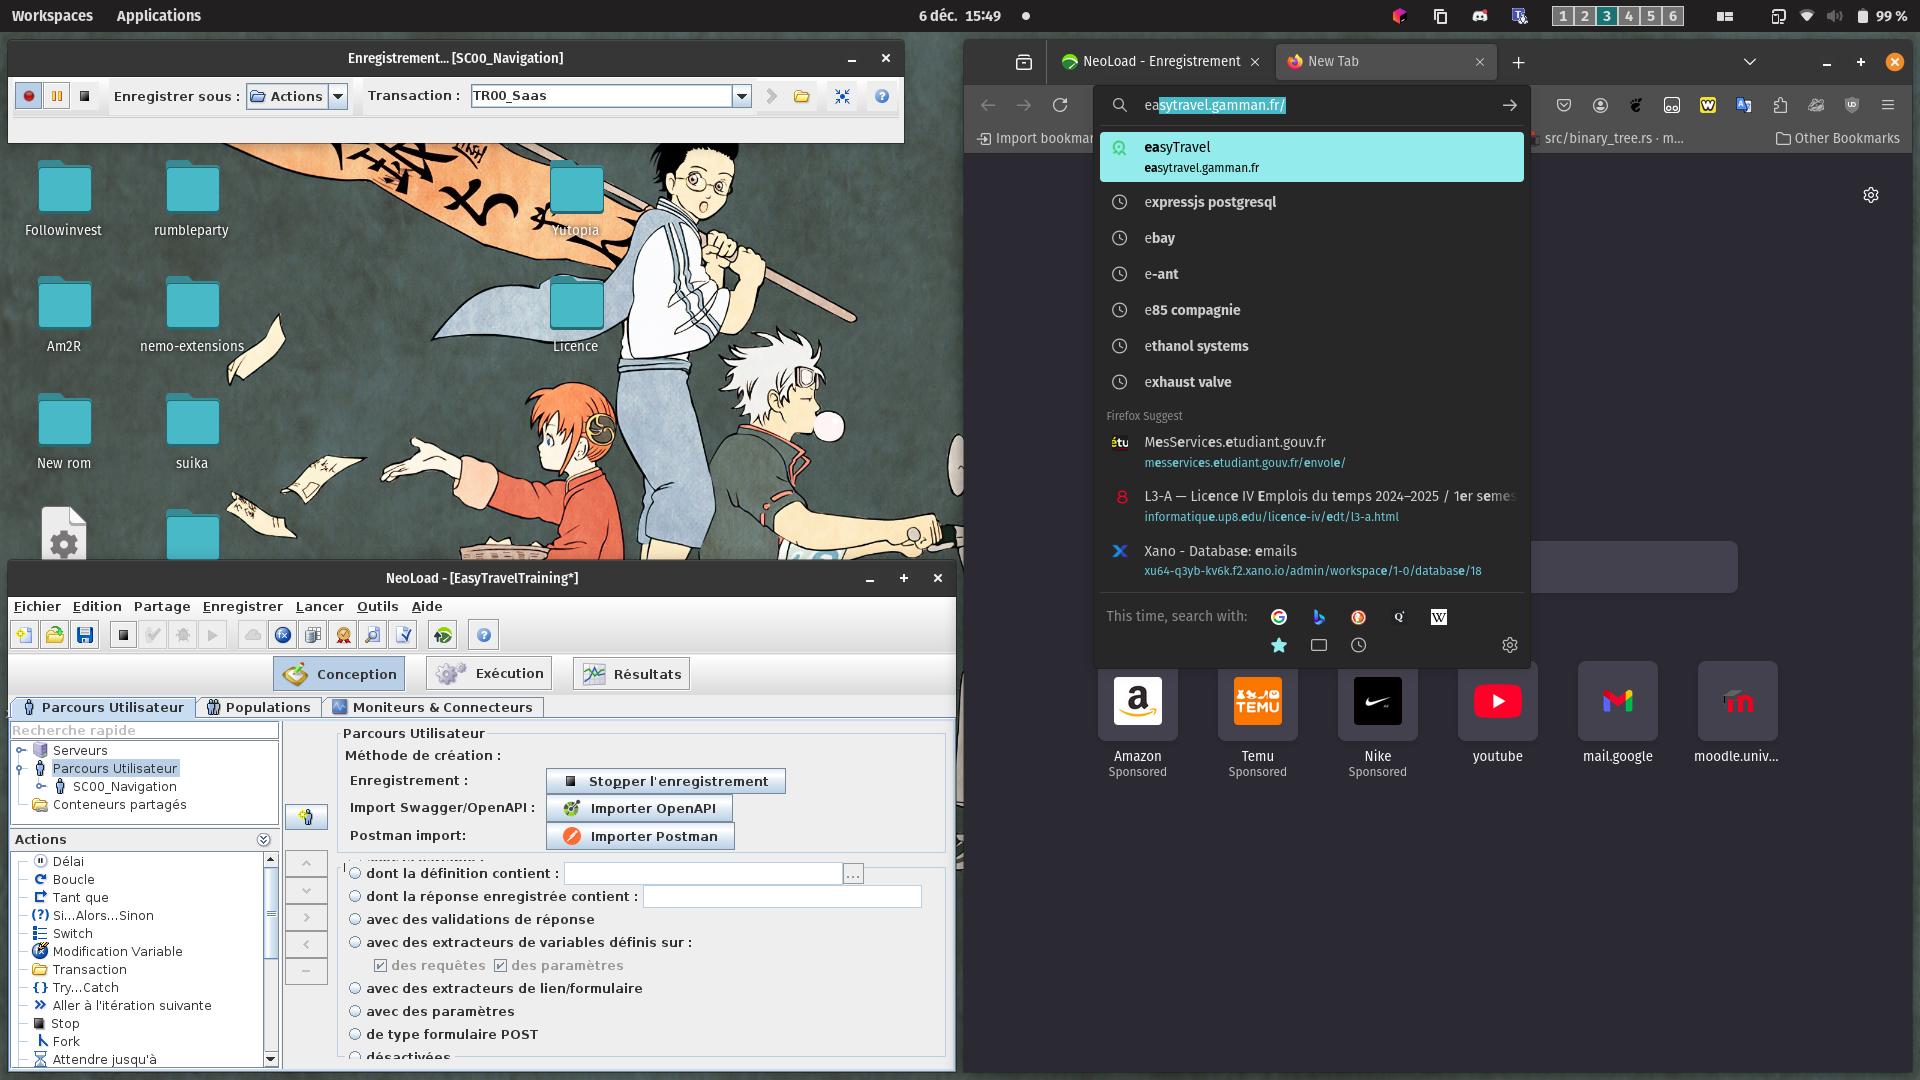 Workspaces Applications 6 déc. 15:49 1 2 3 4 5 6 99 %
Enregistrement... [SC00_Navigation]
Enregistrer sous : Actions Transaction : TR00_Saas
Followinvest rumbleparty Yutopia
Am2R nemo-extensions Licence
New rom suika
NeoLoad - [EasyTravelTraining*]
Fichier Edition Partage Enregistrer Lancer Outils Aide
Conception Exécution Résultats
Parcours Utilisateur Populations Moniteurs & Connecteurs
Recherche rapide
Serveurs
Parcours Utilisateur
SC00_Navigation
Conteneurs partagés
Actions
Délai
Boucle
Tant que
Si...Alors...Sinon
Switch
Modification Variable
Transaction
Try...Catch
Aller à l'itération suivante
Stop
Fork
Attendre jusqu'à
Parcours Utilisateur
Méthode de création :
Enregistrement : Stopper l'enregistrement
Import Swagger/OpenAPI : Importer OpenAPI
Postman import: Importer Postman
dont la définition contient : ...
dont la réponse enregistrée contient :
avec des validations de réponse
avec des extracteurs de variables définis sur :
des requêtes des paramètres
avec des extracteurs de lien/formulaire
avec des paramètres
de type formulaire POST
désactivées
NeoLoad - Enregistrement New Tab
easytravel.gamman.fr/
Import bookmar src/binary_tree.rs · m... Other Bookmarks
easyTravel
easytravel.gamman.fr
expressjs postgresql
ebay
e-ant
e85 compagnie
ethanol systems
exhaust valve
Firefox Suggest
étu MesServices.etudiant.gouv.fr
messervices.etudiant.gouv.fr/envole/
8 L3-A — Licence IV Emplois du temps 2024–2025 / 1er semes
informatique.up8.edu/licence-iv/edt/l3-a.html
Xano - Database: emails
xu64-q3yb-kv6k.f2.xano.io/admin/workspace/1-0/database/18
This time, search with:
Amazon Temu Nike youtube mail.google moodle.univ...
Sponsored Sponsored Sponsored